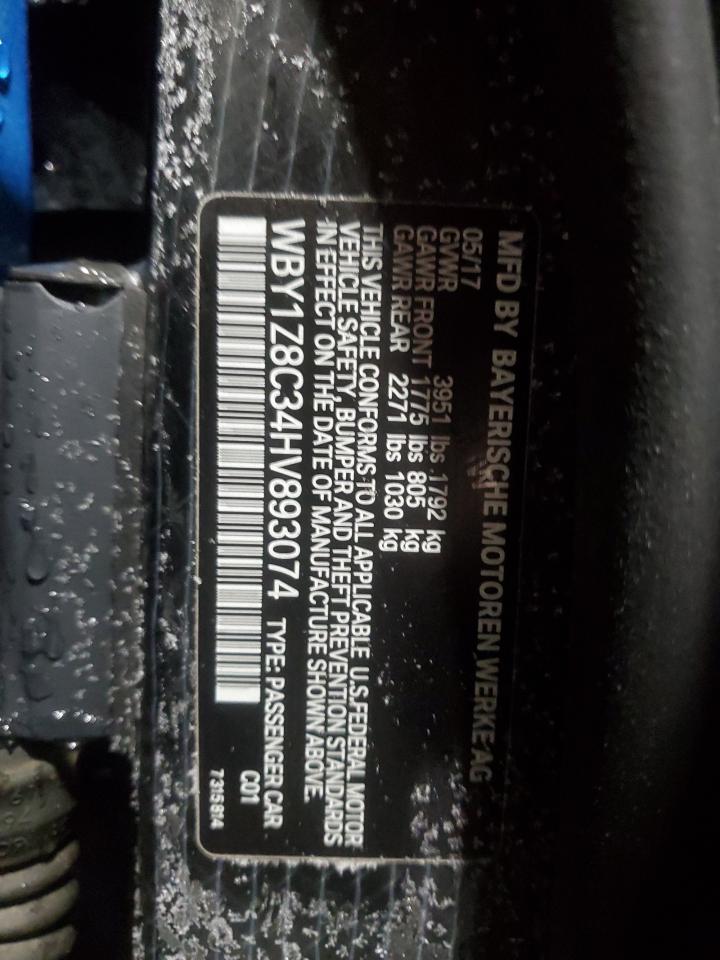 MFD BY BAYERISCHE MOTOREN WERKE AG
05/17
GVWR 3951 lbs 1792 kg
GAWR FRONT 1775 lbs 805 kg
GAWR REAR 2271 lbs 1030 kg
THIS VEHICLE CONFORMS TO ALL APPLICABLE U.S.FEDERAL MOTOR
VEHICLE SAFETY, BUMPER AND THEFT PREVENTION STANDARDS
IN EFFECT ON THE DATE OF MANUFACTURE SHOWN ABOVE.
WBY1Z8C34HV893074 TYPE: PASSENGER CAR
C01
7315814